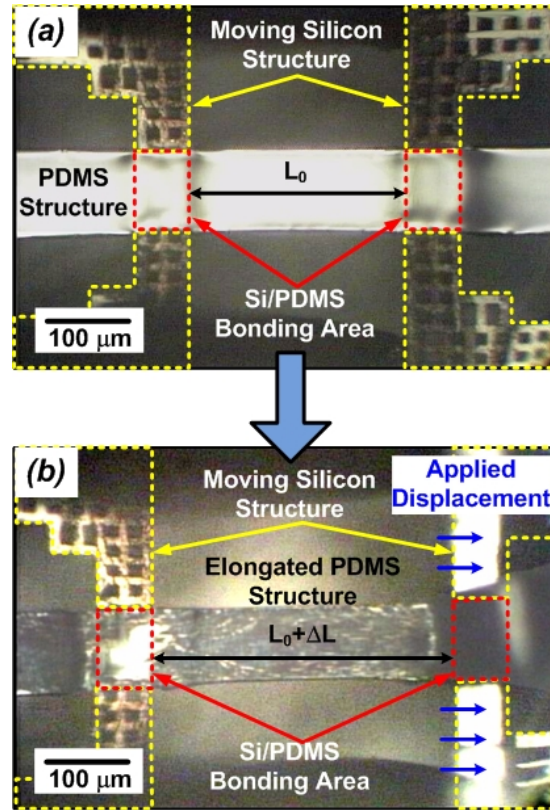 (a)
Moving Silicon
Structure
PDMS
Structure
L₀
Si/PDMS
Bonding Area
100 μm
(b)
Moving Silicon
Structure
Applied
Displacement
Elongated PDMS
Structure
L₀+ΔL
Si/PDMS
Bonding Area
100 μm